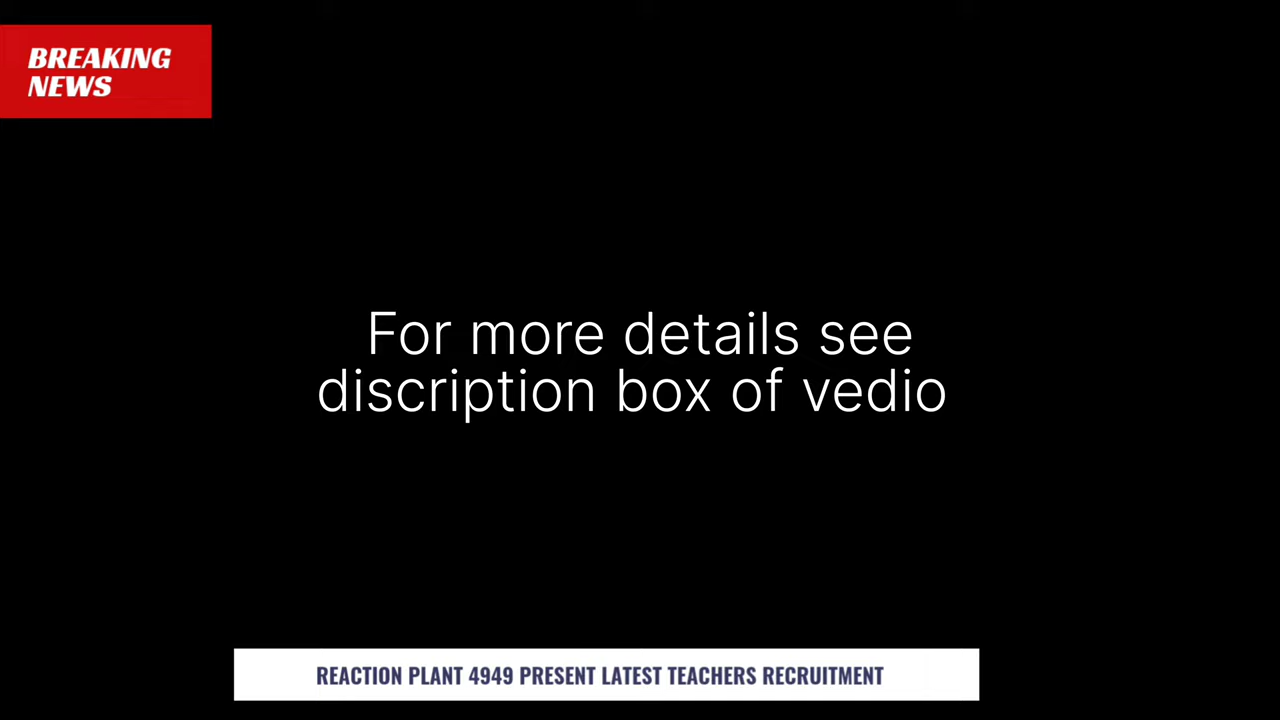 BREAKING
NEWS
For more details see
discription box of vedio
REACTION PLANT 4949 PRESENT LATEST TEACHERS RECRUITMENT